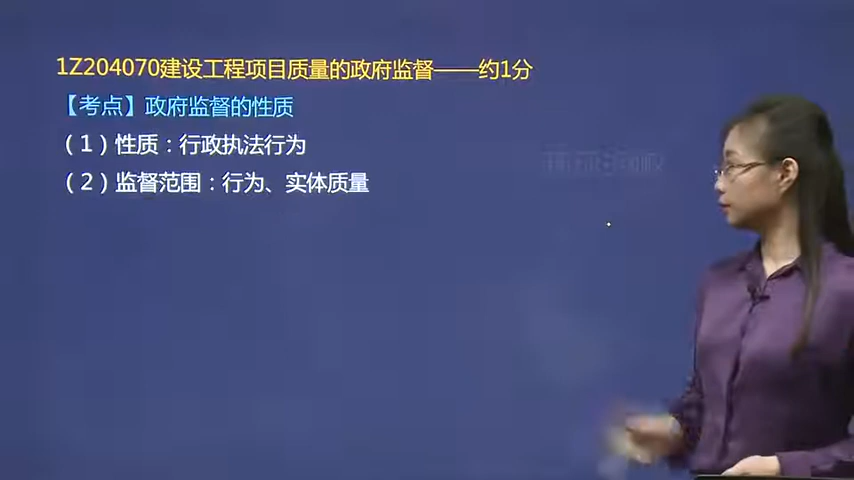 1Z204070建设工程项目质量的政府监督——约1分
【考点】政府监督的性质
（1）性质：行政执法行为
（2）监督范围：行为、实体质量